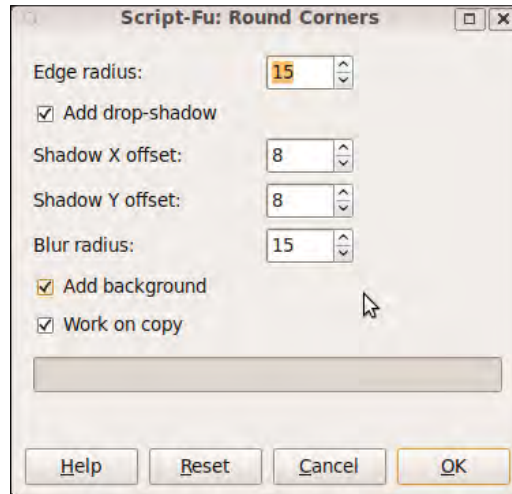 Script-Fu: Round Corners
Edge radius: 15
Add drop-shadow
Shadow X offset: 8
Shadow Y offset: 8
Blur radius: 15
Add background
Work on copy
Help Reset Cancel OK